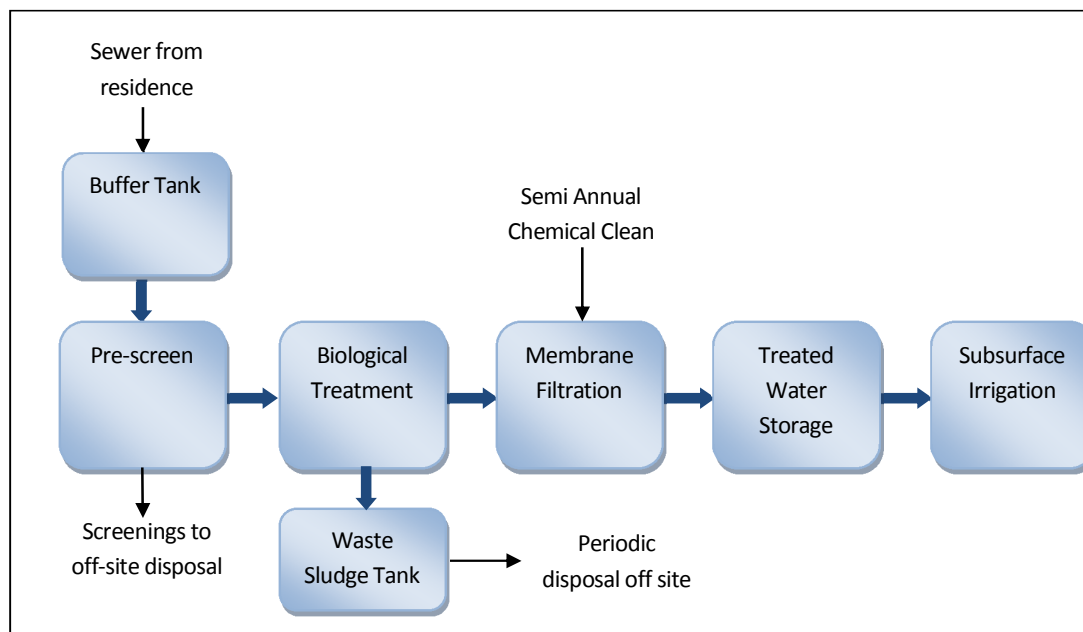 Sewer from
residence
Buffer Tank
Semi Annual
Chemical Clean
Pre-screen
Biological
Treatment
Membrane
Filtration
Treated
Water
Storage
Subsurface
Irrigation
Screenings to
off-site disposal
Waste
Sludge Tank
Periodic
disposal off site